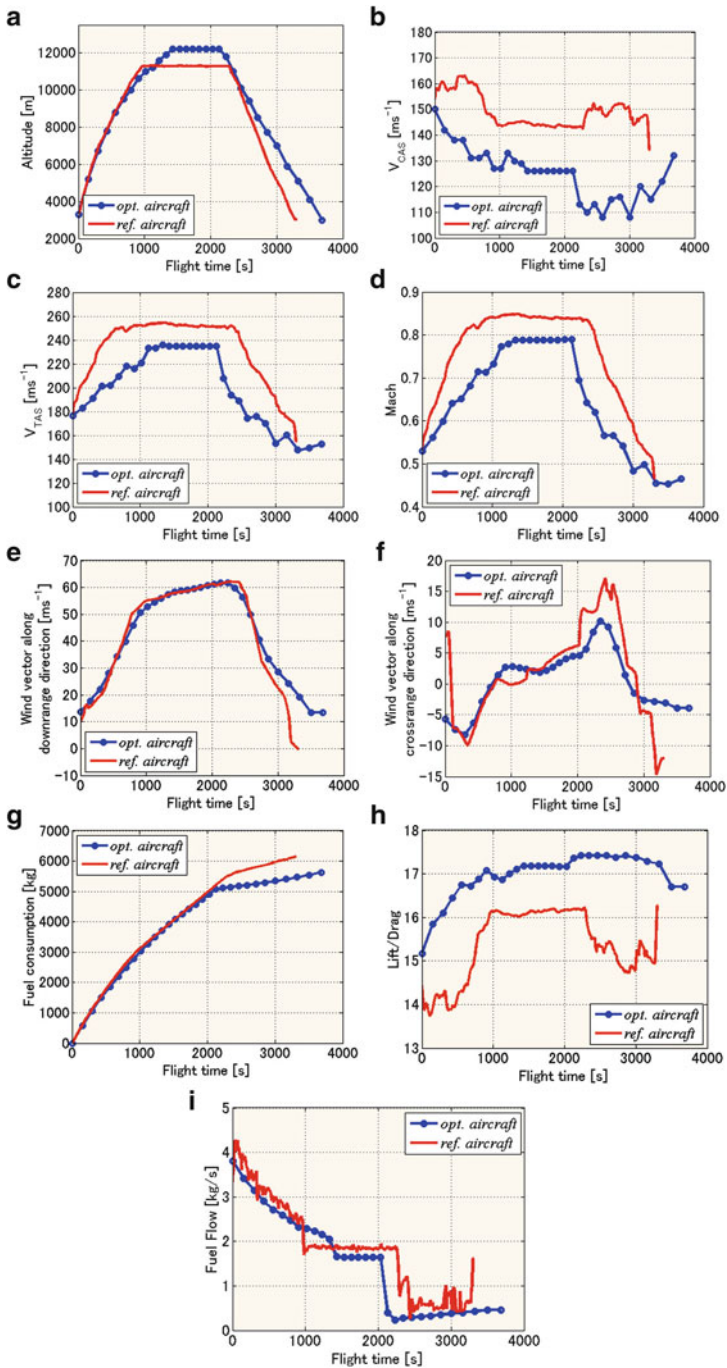 a
12000
10000
8000
6000
4000
2000
0
1000
2000
3000
4000
Altitude [m]
Flight time [s]
opt. aircraft
ref. aircraft
b
170
160
150
140
130
120
110
100
0
1000
2000
3000
4000
VCAS [ms-1]
Flight time [s]
opt. aircraft
ref. aircraft
c
280
260
240
220
200
180
160
140
120
100
0
1000
2000
3000
4000
VTAS [ms-1]
Flight time [s]
opt. aircraft
ref. aircraft
d
0.9
0.8
0.7
0.6
0.5
0.4
0
1000
2000
3000
4000
Mach
Flight time [s]
opt. aircraft
ref. aircraft
e
70
60
50
40
30
20
10
0
-10
0
1000
2000
3000
4000
Wind vector along
downrange direction [ms-1]
Flight time [s]
opt. aircraft
ref. aircraft
f
20
15
10
5
0
-5
-10
-15
0
1000
2000
3000
4000
Wind vector along
crossrange direction [ms-1]
Flight time [s]
opt. aircraft
ref. aircraft
g
7000
6000
5000
4000
3000
2000
1000
0
0
1000
2000
3000
4000
Fuel consumption [kg]
Flight time [s]
opt. aircraft
ref. aircraft
h
18
17
16
15
14
13
0
1000
2000
3000
4000
Lift/Drag
Flight time [s]
opt. aircraft
ref. aircraft
i
5
4
3
2
1
0
0
1000
2000
3000
4000
Fuel Flow [kg/s]
Flight time [s]
opt. aircraft
ref. aircraft